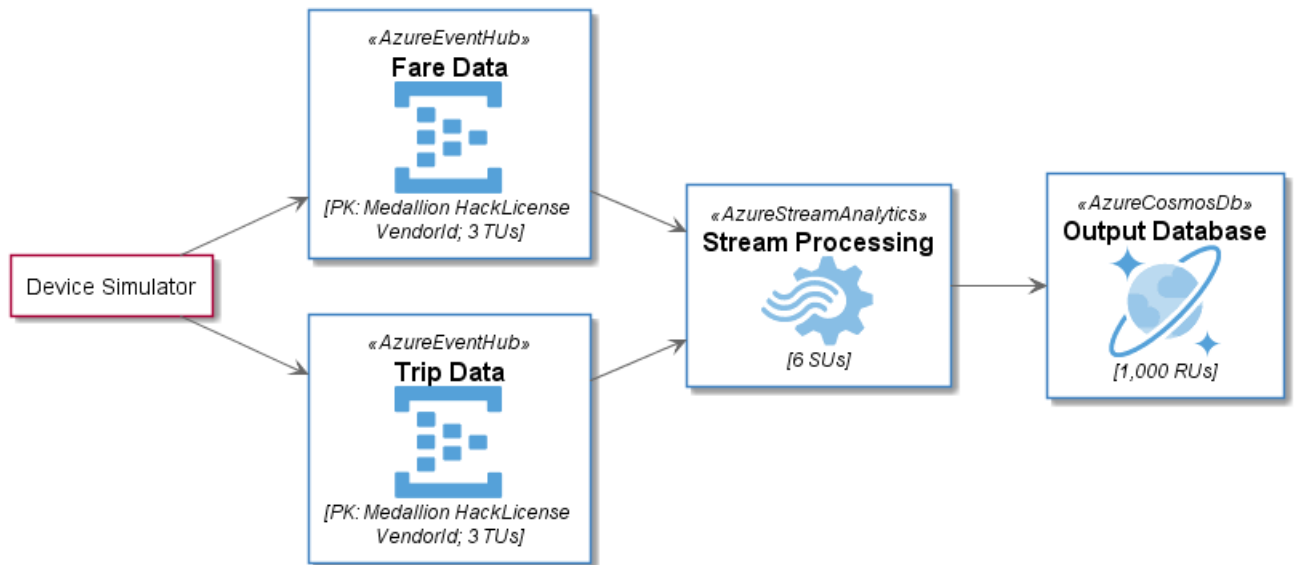 «AzureEventHub»
Fare Data
[PK: Medallion HackLicense
VendorId; 3 TUs]
Device Simulator
«AzureEventHub»
Trip Data
[PK: Medallion HackLicense
VendorId; 3 TUs]
«AzureStreamAnalytics»
Stream Processing
[6 SUs]
«AzureCosmosDb»
Output Database
[1,000 RUs]